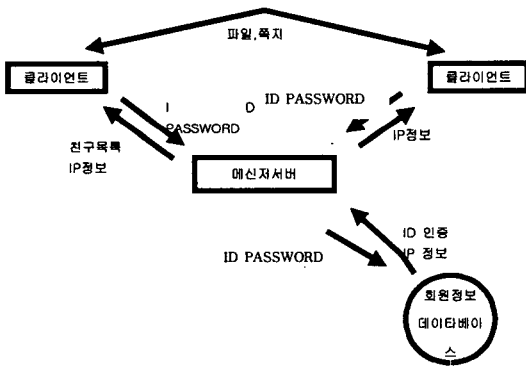 파일,쪽지
클라이언트
클라이언트
I D
PASSWORD
ID PASSWORD
친구목록
IP정보
IP정보
메신저서버
ID 인증
IP 정보
ID PASSWORD
회원정보
데이타베이
스